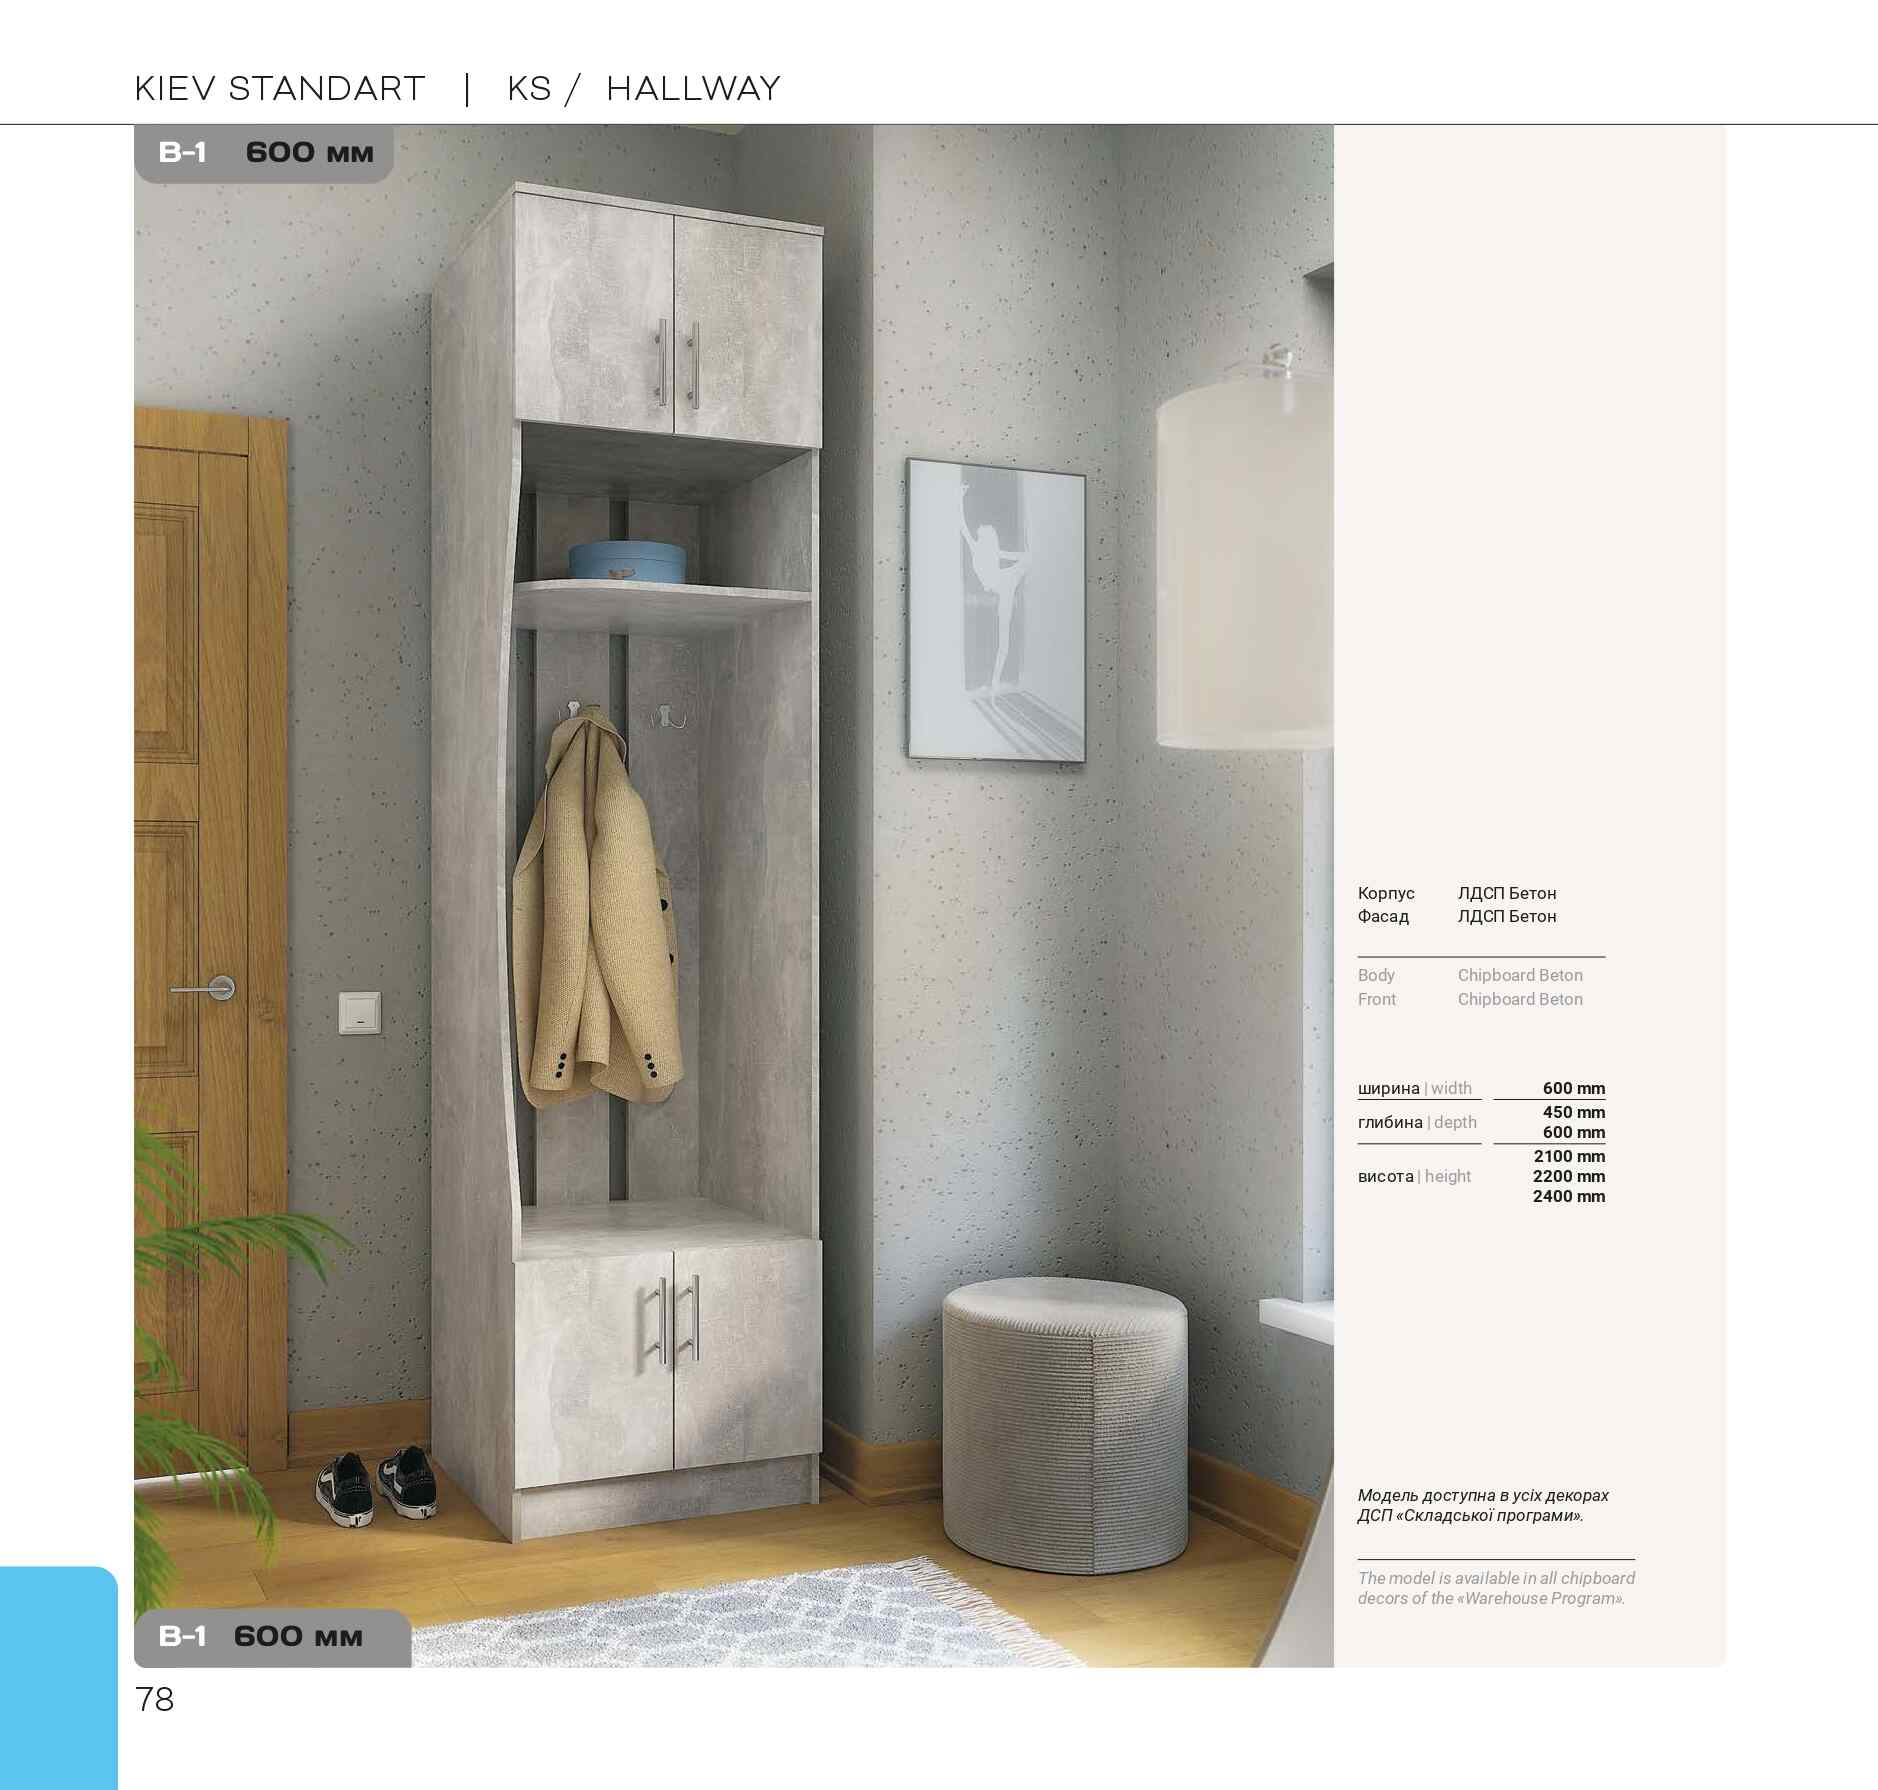 KIEV STANDART | KS / HALLWAY
B-1 600 мм
Корпус ЛДСП Бетон
Фасад ЛДСП Бетон
Body Chipboard Beton
Front Chipboard Beton
ширина | width 600 mm
глибина | depth 450 mm
600 mm
висота | height 2100 mm
2200 mm
2400 mm
Модель доступна в усіх декорах
ДСП «Складської програми».
The model is available in all chipboard
decors of the «Warehouse Program».
B-1 600 мм
78